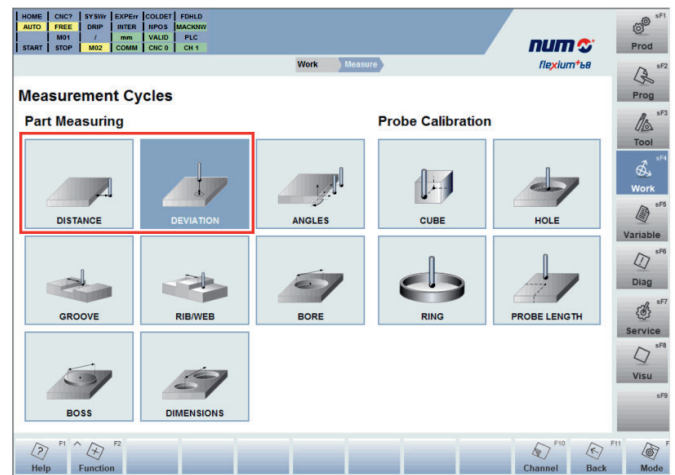 HOME CNC? SYSWr EXPErr COLDET FDHLD
AUTO FREE DRIP INTER NPOS MACKNW
M01 / mm VALID PLC
START STOP M02 COMM CNC 0 CH 1
num
flexium+68
Work Measure
Measurement Cycles
Part Measuring
Probe Calibration
DISTANCE DEVIATION ANGLES CUBE HOLE
GROOVE RIB/WEB BORE RING PROBE LENGTH
BOSS DIMENSIONS
sF1
Prod
sF2
Prog
sF3
Tool
sF4
Work
sF5
Variable
sF6
Diag
sF7
Service
sF8
Visu
sF9
F1 F2 F10 F11
Help Function Channel Back Mode